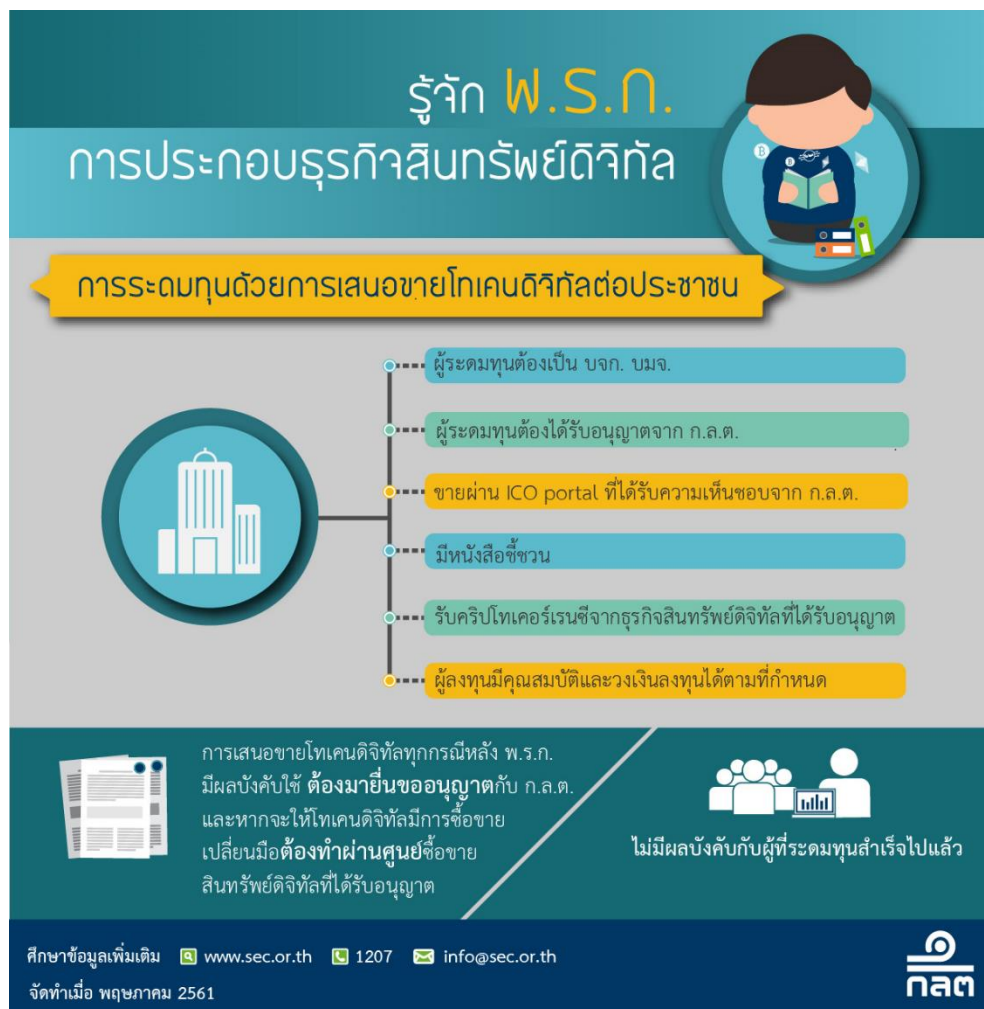 รู้จัก พ.ร.ก.
การประกอบธุรกิจสินทรัพย์ดิจิทัล
การระดมทุนด้วยการเสนอขายโทเคนดิจิทัลต่อประชาชน
ผู้ระดมทุนต้องเป็น บจก. บมจ.
ผู้ระดมทุนต้องได้รับอนุญาตจาก ก.ล.ต.
ขายผ่าน ICO portal ที่ได้รับความเห็นชอบจาก ก.ล.ต.
มีหนังสือชี้ชวน
รับคริปโทเคอร์เรนซีจากธุรกิจสินทรัพย์ดิจิทัลที่ได้รับอนุญาต
ผู้ลงทุนมีคุณสมบัติและวงเงินลงทุนได้ตามที่กำหนด
การเสนอขายโทเคนดิจิทัลทุกกรณีหลัง พ.ร.ก.
มีผลบังคับใช้ ต้องมายื่นขออนุญาตกับ ก.ล.ต.
และหากจะให้โทเคนดิจิทัลมีการซื้อขาย
เปลี่ยนมือต้องทำผ่านศูนย์ซื้อขาย
สินทรัพย์ดิจิทัลที่ได้รับอนุญาต
ไม่มีผลบังคับกับผู้ที่ระดมทุนสำเร็จไปแล้ว
ศึกษาข้อมูลเพิ่มเติม www.sec.or.th 1207 info@sec.or.th
จัดทำเมื่อ พฤษภาคม 2561
กลต